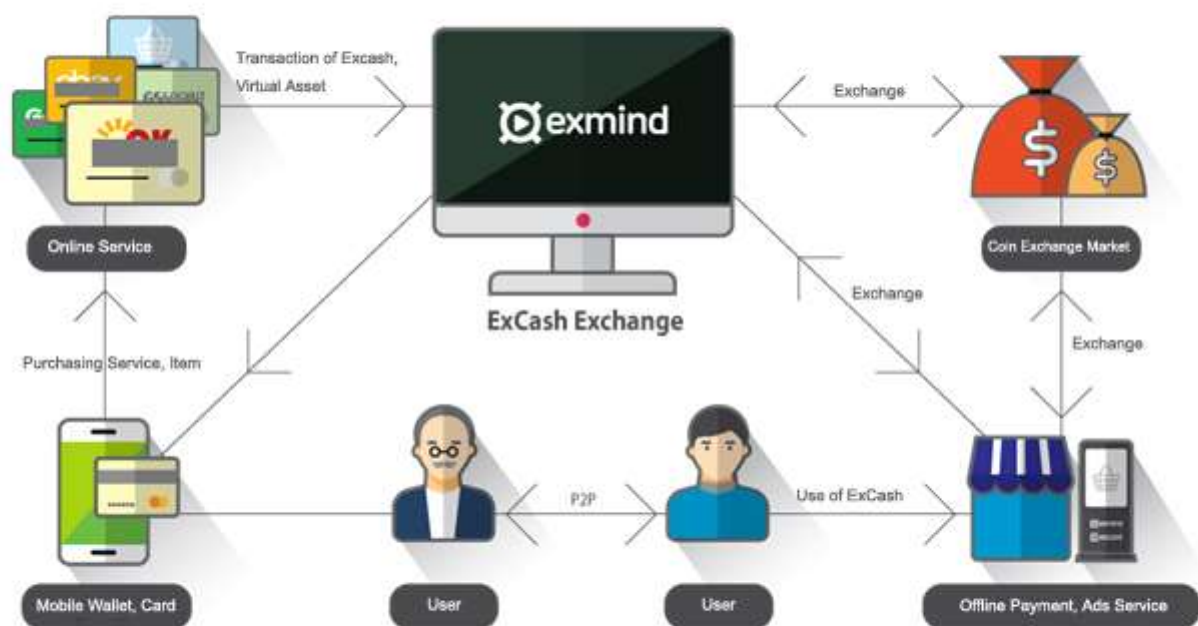 Transaction of Excash,
Virtual Asset
exmind
Exchange
$
$
Online Service
Coin Exchange Market
ExCash Exchange
Exchange
Exchange
Purchasing Service, Item
P2P
Use of ExCash
Mobile Wallet, Card
User
User
Offline Payment, Ads Service